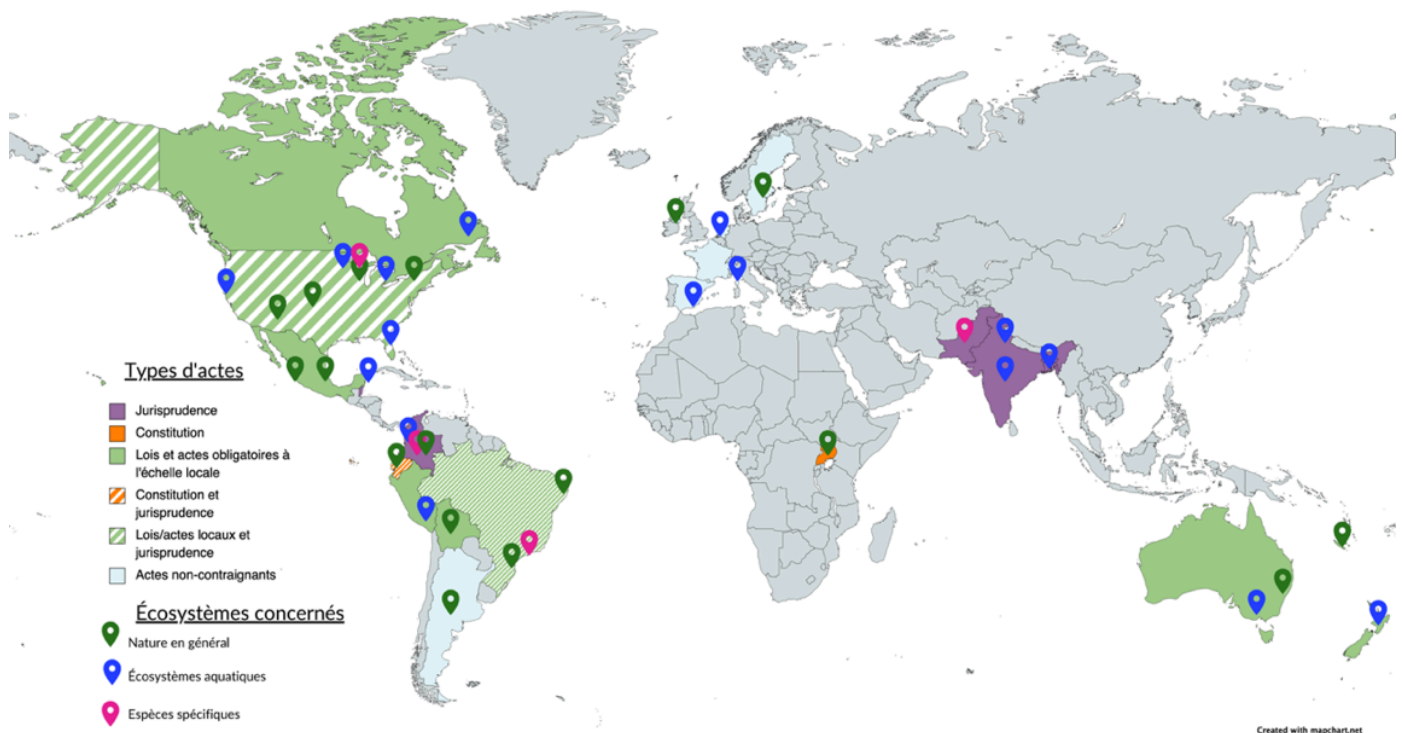 Types d'actes
Jurisprudence
Constitution
Lois et actes obligatoires à
l'échelle locale
Constitution et
jurisprudence
Lois/actes locaux et
jurisprudence
Actes non-contraignants
Écosystèmes concernés
Nature en général
Écosystèmes aquatiques
Espèces spécifiques
Created with mapchart.net